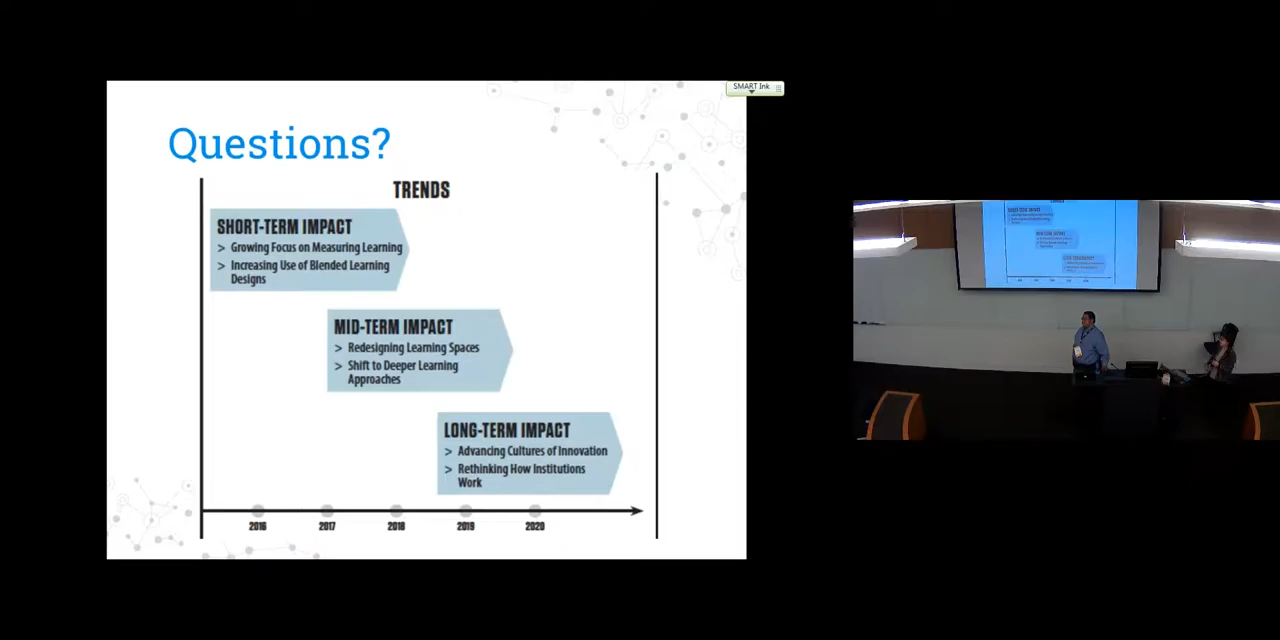 SMART Ink
Questions?
TRENDS
SHORT-TERM IMPACT
> Growing Focus on Measuring Learning
> Increasing Use of Blended Learning
Designs
MID-TERM IMPACT
> Redesigning Learning Spaces
> Shift to Deeper Learning
Approaches
LONG-TERM IMPACT
> Advancing Cultures of Innovation
> Rethinking How Institutions
Work
2016 2017 2018 2019 2020